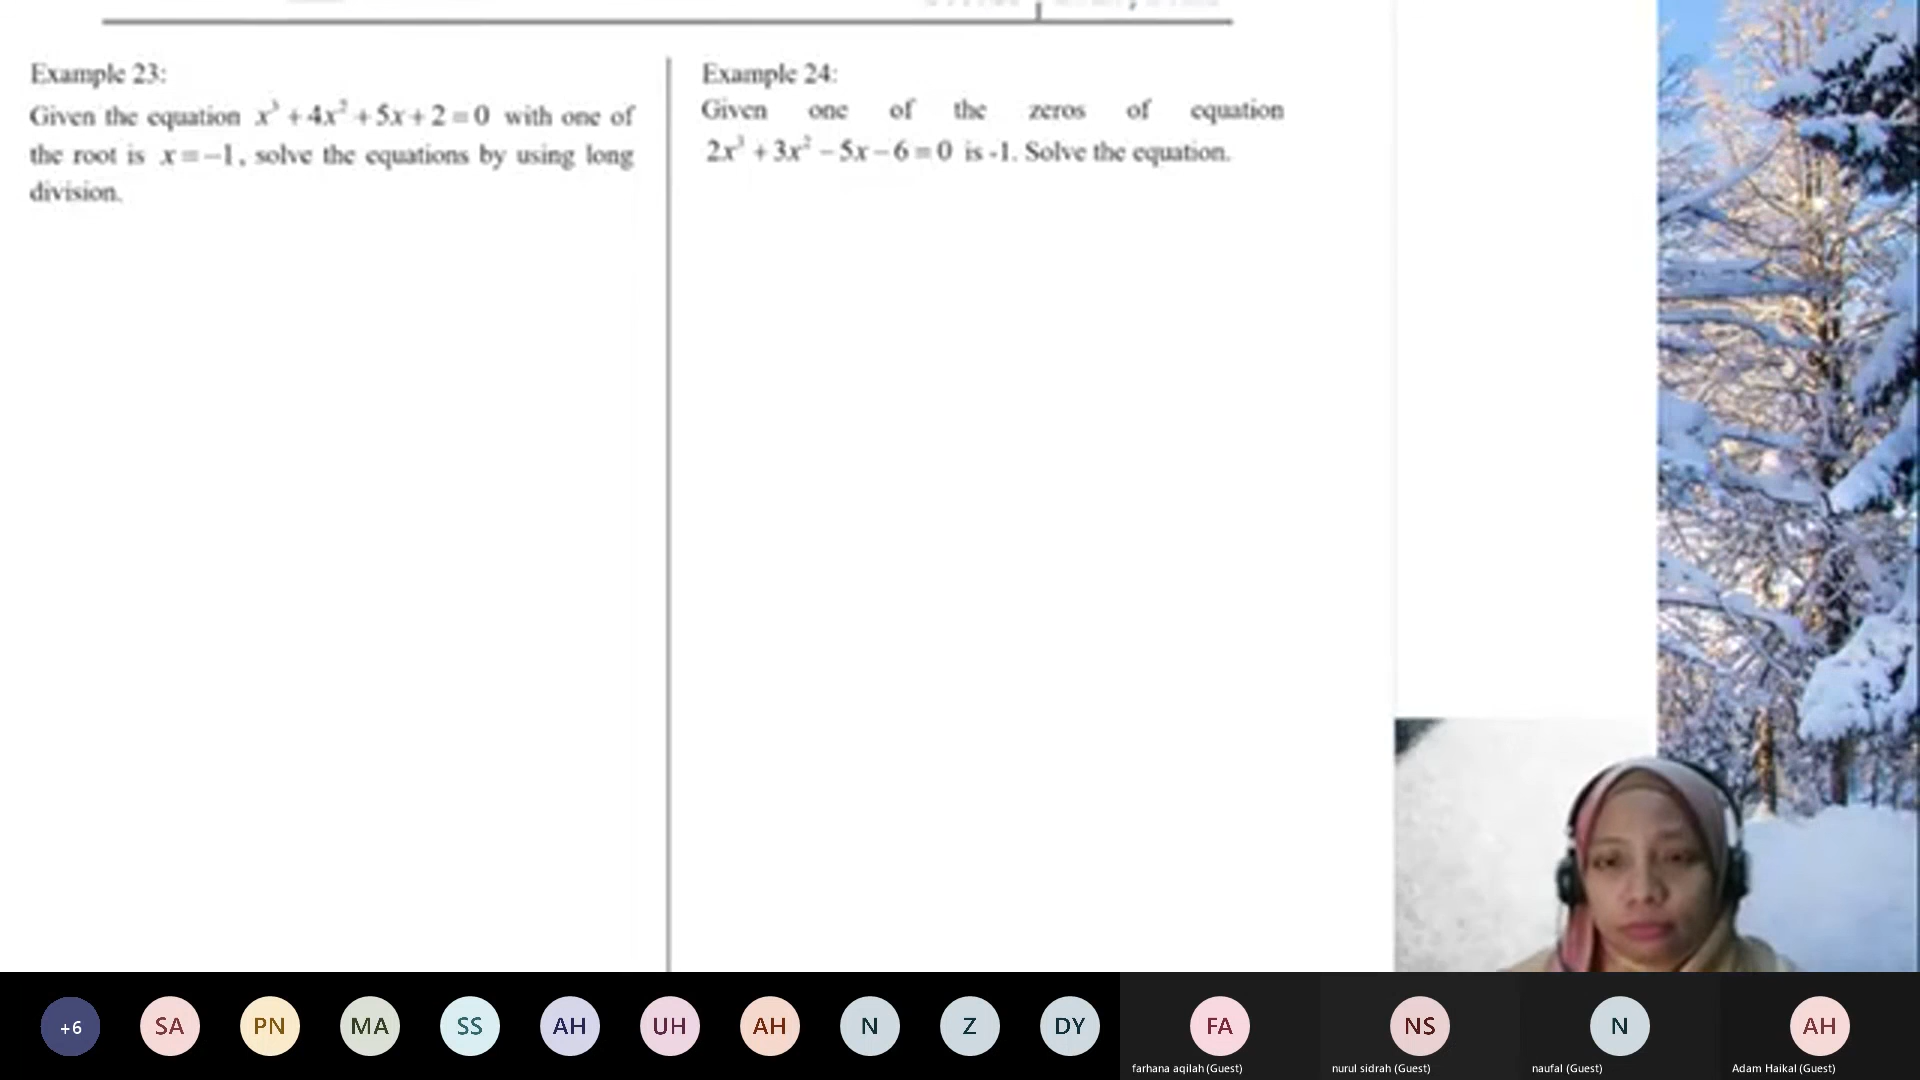 Example 23:
Given the equation x³ + 4x² + 5x + 2 = 0 with one of
the root is x = −1, solve the equations by using long
division.
Example 24:
Given one of the zeros of equation
2x³ + 3x² − 5x − 6 = 0 is -1. Solve the equation.
+6
SA
PN
MA
SS
AH
UH
AH
N
Z
DY
FA
NS
N
AH
farhana aqilah (Guest)
nurul sidrah (Guest)
naufal (Guest)
Adam Haikal (Guest)